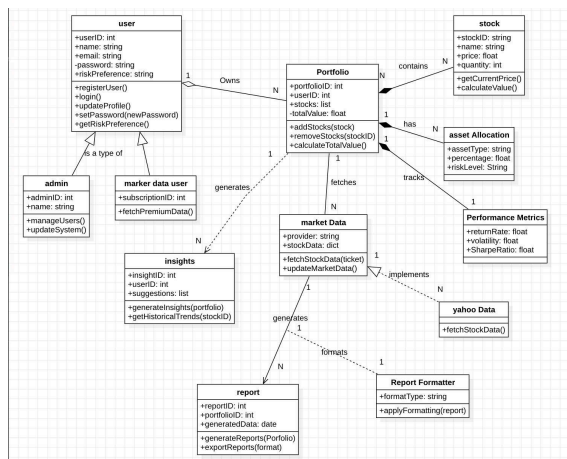 user
+userID: int
+name: string
+email: string
-password: string
+riskPreference: string
+registerUser()
+login()
+updateProfile()
+setPassword(newPassword)
+getRiskPreference()
1
Owns
N
Portfolio
+portfolioID: int
+userID: int
+stocks: list
-totalValue: float
+addStocks(stock)
+removeStocks(stockID)
+calculateTotalValue()
N
contains
N
stock
+stockID: string
+name: string
+price: float
+quantity: int
+getCurrentPrice()
+calculateValue()
1
has
N
asset Allocation
+assetType: string
+percentage: float
+riskLevel: String
1
tracks
1
Performance Metrics
+returnRate: float
+volatility: float
+SharpeRatio: float
is a type of
admin
+adminID: int
+name: string
+manageUsers()
+updateSystem()
marker data user
+subscriptionID: int
+fetchPremiumData()
1
generates
N
insights
+insightID: int
+userID: int
+suggestions: list
+generateInsights(portfolio)
+getHistoricalTrends(stockID)
1
fetches
N
market Data
+provider: string
+stockData: dict
+fetchStockData(ticket)
+updateMarketData()
1
implements
N
yahoo Data
+fetchStockData()
1
generates
N
1
formats
1
report
+reportID: int
+portfolioID: int
+generatedData: date
+generateReports(Porfolio)
+exportReports(format)
Report Formatter
+formatType: string
+applyFormatting(report)